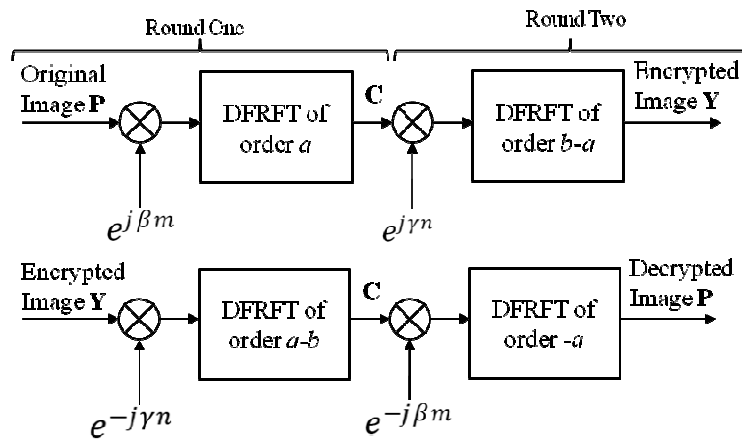 Round One
Round Two
Original
Image P
DFRFT of
order a
C
DFRFT of
order b-a
Encrypted
Image Y
e^{jβm}
e^{jγn}
Encrypted
Image Y
DFRFT of
order a-b
C
DFRFT of
order -a
Decrypted
Image P
e^{-jγn}
e^{-jβm}